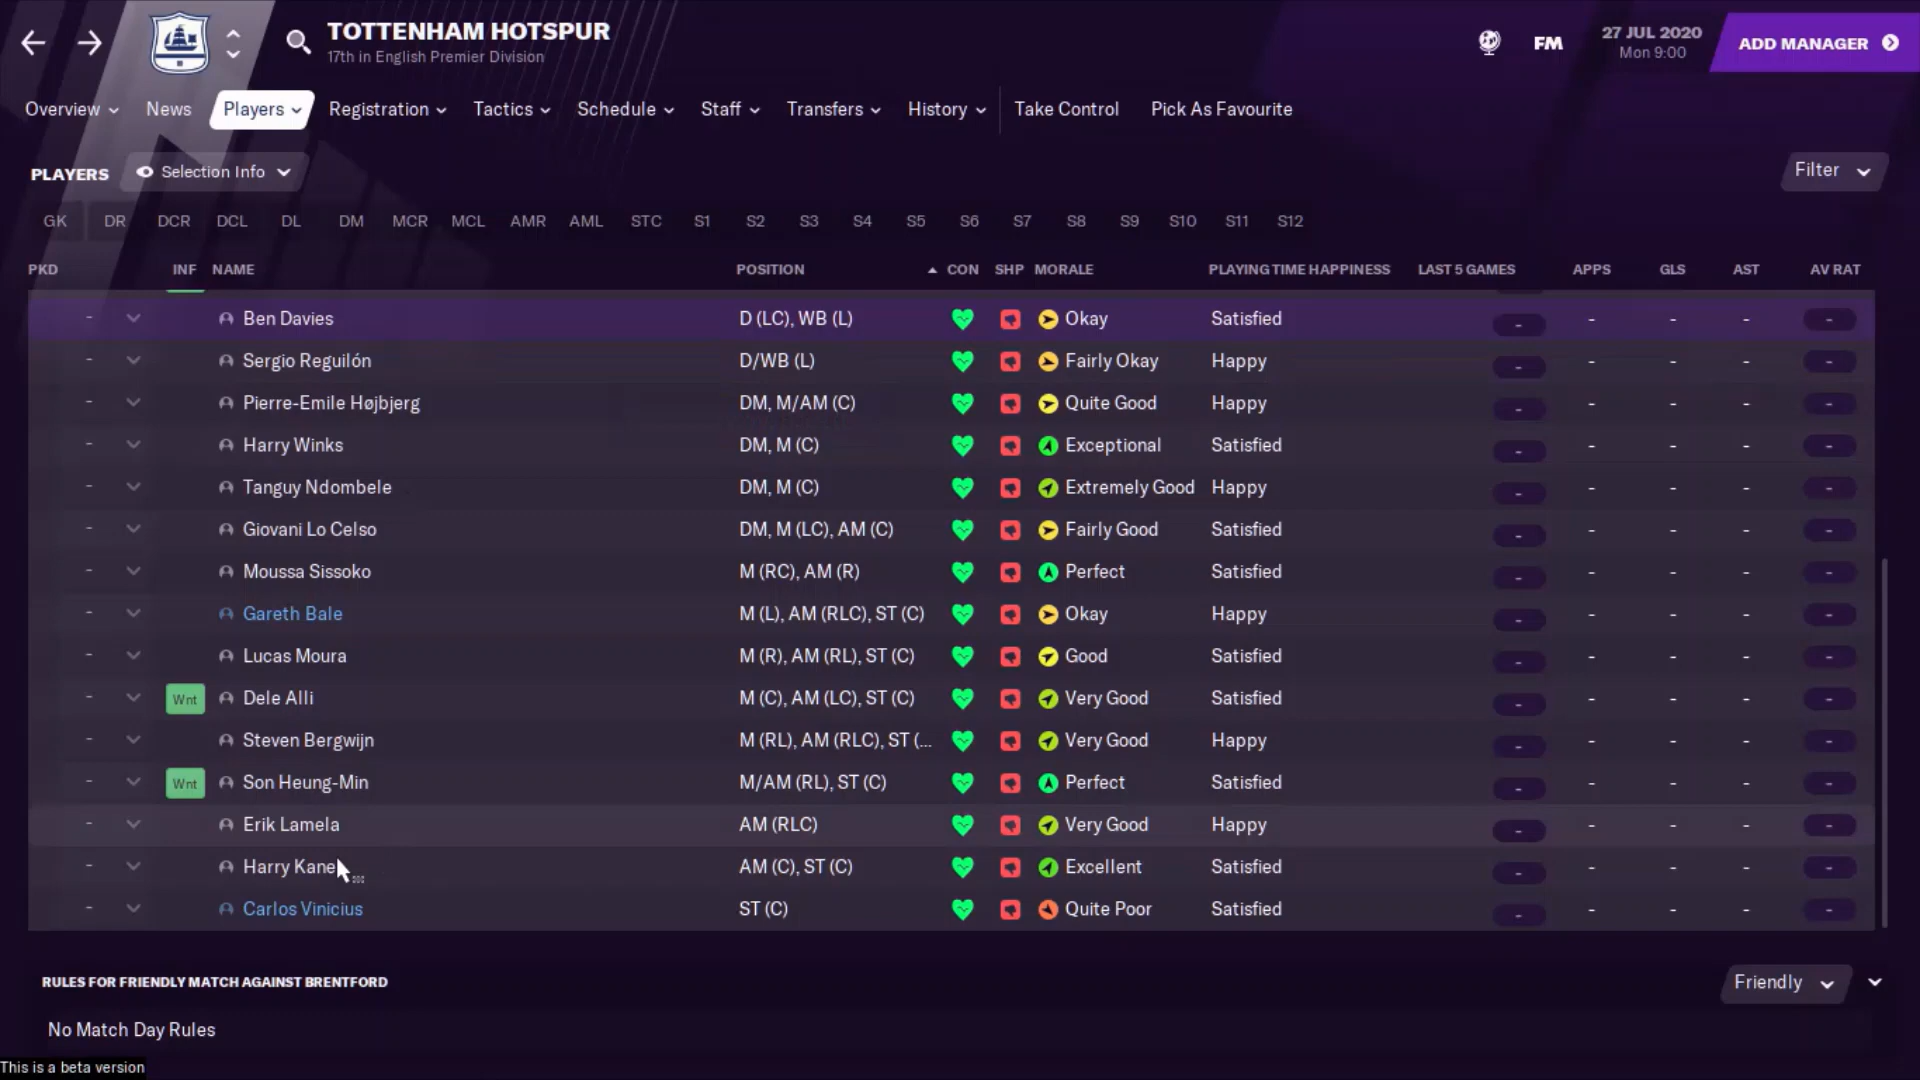 TOTTENHAM HOTSPUR
17th in English Premier Division
FM
27 JUL 2020
Mon 9:00
ADD MANAGER
Overview News Players Registration Tactics Schedule Staff Transfers History Take Control Pick As Favourite
PLAYERS Selection Info Filter
GK DR DCR DCL DL DM MCR MCL AMR AML STC S1 S2 S3 S4 S5 S6 S7 S8 S9 S10 S11 S12
PKD INF NAME POSITION CON SHP MORALE PLAYING TIME HAPPINESS LAST 5 GAMES APPS GLS AST AV RAT
- Ben Davies D (LC), WB (L) Okay Satisfied - - - - -
- Sergio Reguilón D/WB (L) Fairly Okay Happy - - - - -
- Pierre-Emile Højbjerg DM, M/AM (C) Quite Good Happy - - - - -
- Harry Winks DM, M (C) Exceptional Satisfied - - - - -
- Tanguy Ndombele DM, M (C) Extremely Good Happy - - - - -
- Giovani Lo Celso DM, M (LC), AM (C) Fairly Good Satisfied - - - - -
- Moussa Sissoko M (RC), AM (R) Perfect Satisfied - - - - -
- Gareth Bale M (L), AM (RLC), ST (C) Okay Happy - - - - -
- Lucas Moura M (R), AM (RL), ST (C) Good Satisfied - - - - -
- Wnt Dele Alli M (C), AM (LC), ST (C) Very Good Satisfied - - - - -
- Steven Bergwijn M (RL), AM (RLC), ST (... Very Good Happy - - - - -
- Wnt Son Heung-Min M/AM (RL), ST (C) Perfect Satisfied - - - - -
- Erik Lamela AM (RLC) Very Good Happy - - - - -
- Harry Kane AM (C), ST (C) Excellent Satisfied - - - - -
- Carlos Vinicius ST (C) Quite Poor Satisfied - - - - -
RULES FOR FRIENDLY MATCH AGAINST BRENTFORD Friendly
No Match Day Rules
This is a beta version